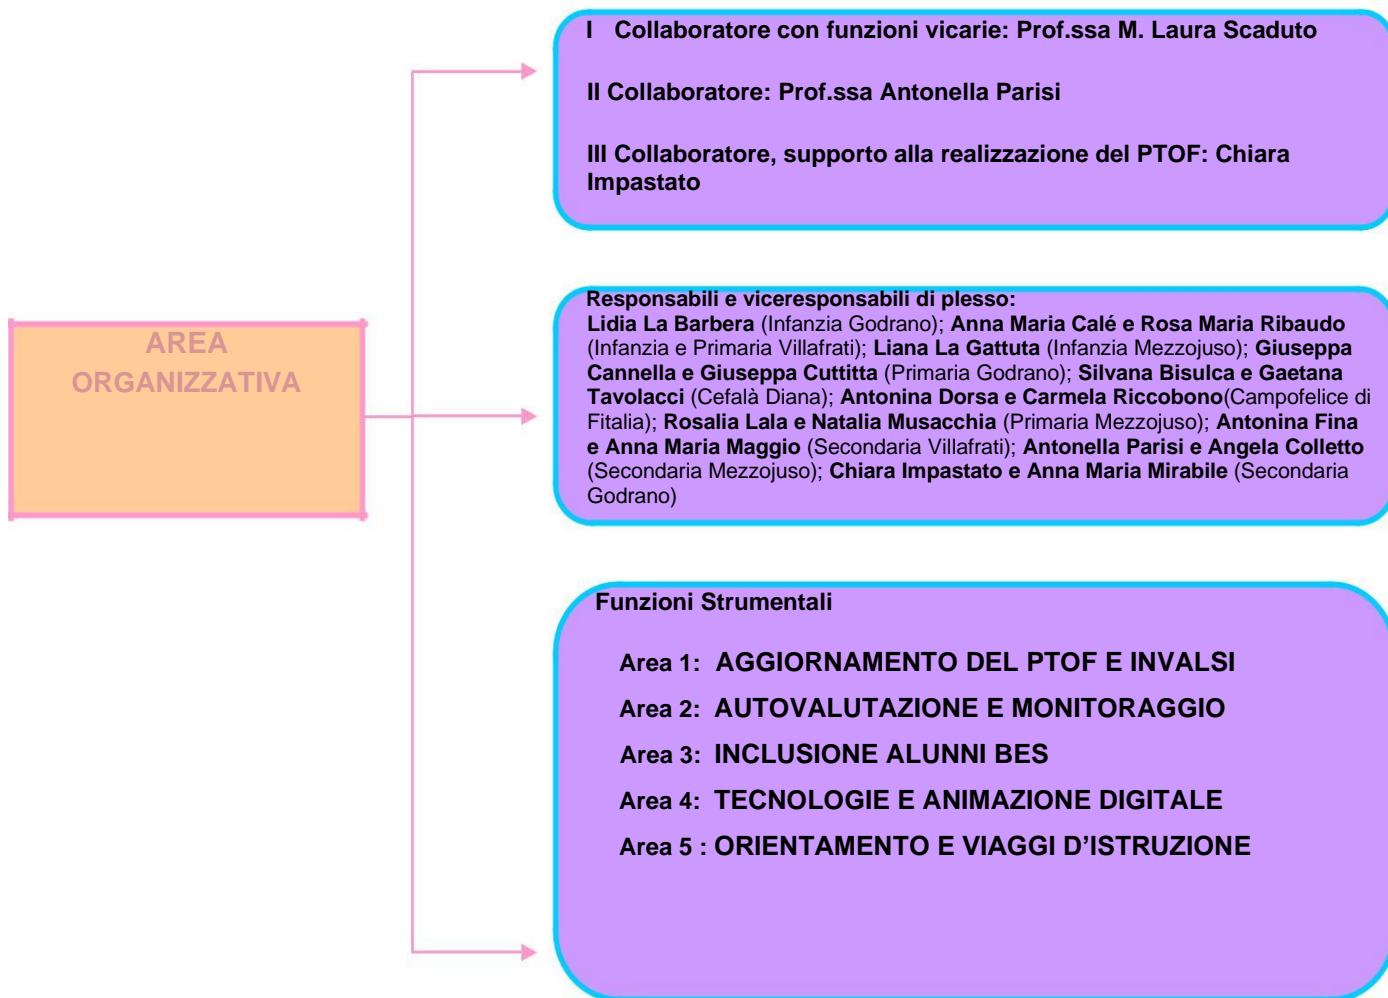 I Collaboratore con funzioni vicarie: Prof.ssa M. Laura Scaduto
II Collaboratore: Prof.ssa Antonella Parisi
III Collaboratore, supporto alla realizzazione del PTOF: Chiara
Impastato
AREA
ORGANIZZATIVA
Responsabili e viceresponsabili di plesso:
Lidia La Barbera (Infanzia Godrano); Anna Maria Calé e Rosa Maria Ribaudo
(Infanzia e Primaria Villafrati); Liana La Gattuta (Infanzia Mezzojuso); Giuseppa
Cannella e Giuseppa Cuttitta (Primaria Godrano); Silvana Bisulca e Gaetana
Tavolacci (Cefalà Diana); Antonina Dorsa e Carmela Riccobono(Campofelice di
Fitalia); Rosalia Lala e Natalia Musacchia (Primaria Mezzojuso); Antonina Fina
e Anna Maria Maggio (Secondaria Villafrati); Antonella Parisi e Angela Colletto
(Secondaria Mezzojuso); Chiara Impastato e Anna Maria Mirabile (Secondaria
Godrano)
Funzioni Strumentali
Area 1: AGGIORNAMENTO DEL PTOF E INVALSI
Area 2: AUTOVALUTAZIONE E MONITORAGGIO
Area 3: INCLUSIONE ALUNNI BES
Area 4: TECNOLOGIE E ANIMAZIONE DIGITALE
Area 5 : ORIENTAMENTO E VIAGGI D’ISTRUZIONE